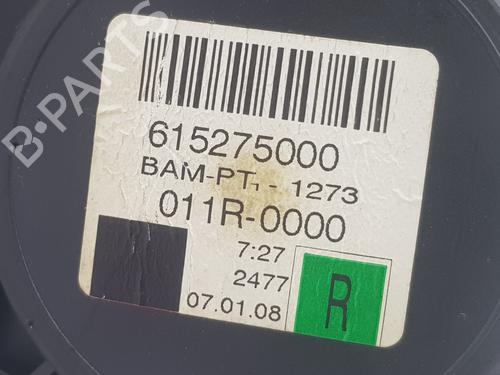 B-PARTS
615275000
BAM-PT, - 1273
011R-0000
7:27
2477
07.01.08
R